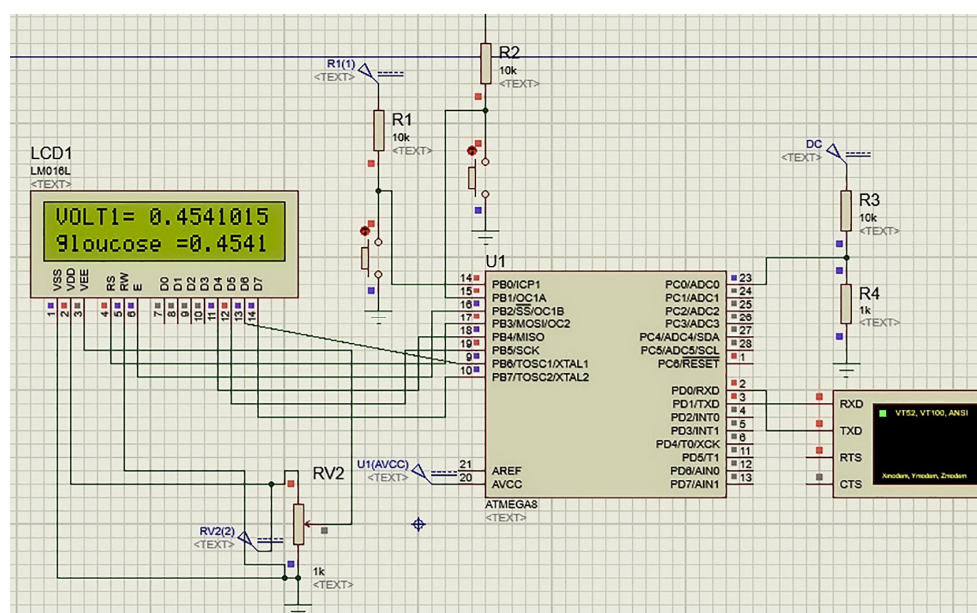 R2
10k
<TEXT>
R1(1)
<TEXT>
R1
10k
<TEXT>
DC
<TEXT>
R3
10k
<TEXT>
R4
1k
<TEXT>
LCD1
LM016L
<TEXT>
VOLT1= 0.4541015
gloucose =0.4541
VSS
VDD
VEE
RS
RW
E
D0
D1
D2
D3
D4
D5
D6
D7
1
2
3
4
5
6
7
8
9
10
11
12
13
14
U1
14 PB0/ICP1
15 PB1/OC1A
16 PB2/SS/OC1B
17 PB3/MOSI/OC2
18 PB4/MISO
19 PB5/SCK
9 PB6/TOSC1/XTAL1
10 PB7/TOSC2/XTAL2
21 AREF
20 AVCC
PC0/ADC0 23
PC1/ADC1 24
PC2/ADC2 25
PC3/ADC3 26
PC4/ADC4/SDA 27
PC5/ADC5/SCL 28
PC6/RESET 1
PD0/RXD 2
PD1/TXD 3
PD2/INT0 4
PD3/INT1 5
PD4/T0/XCK 6
PD5/T1 11
PD6/AIN0 12
PD7/AIN1 13
ATMEGA8
<TEXT>
U1(AVCC)
<TEXT>
RV2
RV2(2)
<TEXT>
1k
<TEXT>
RXD
TXD
RTS
CTS
VT52, VT100, ANSI
Xmodem, Ymodem, Zmodem